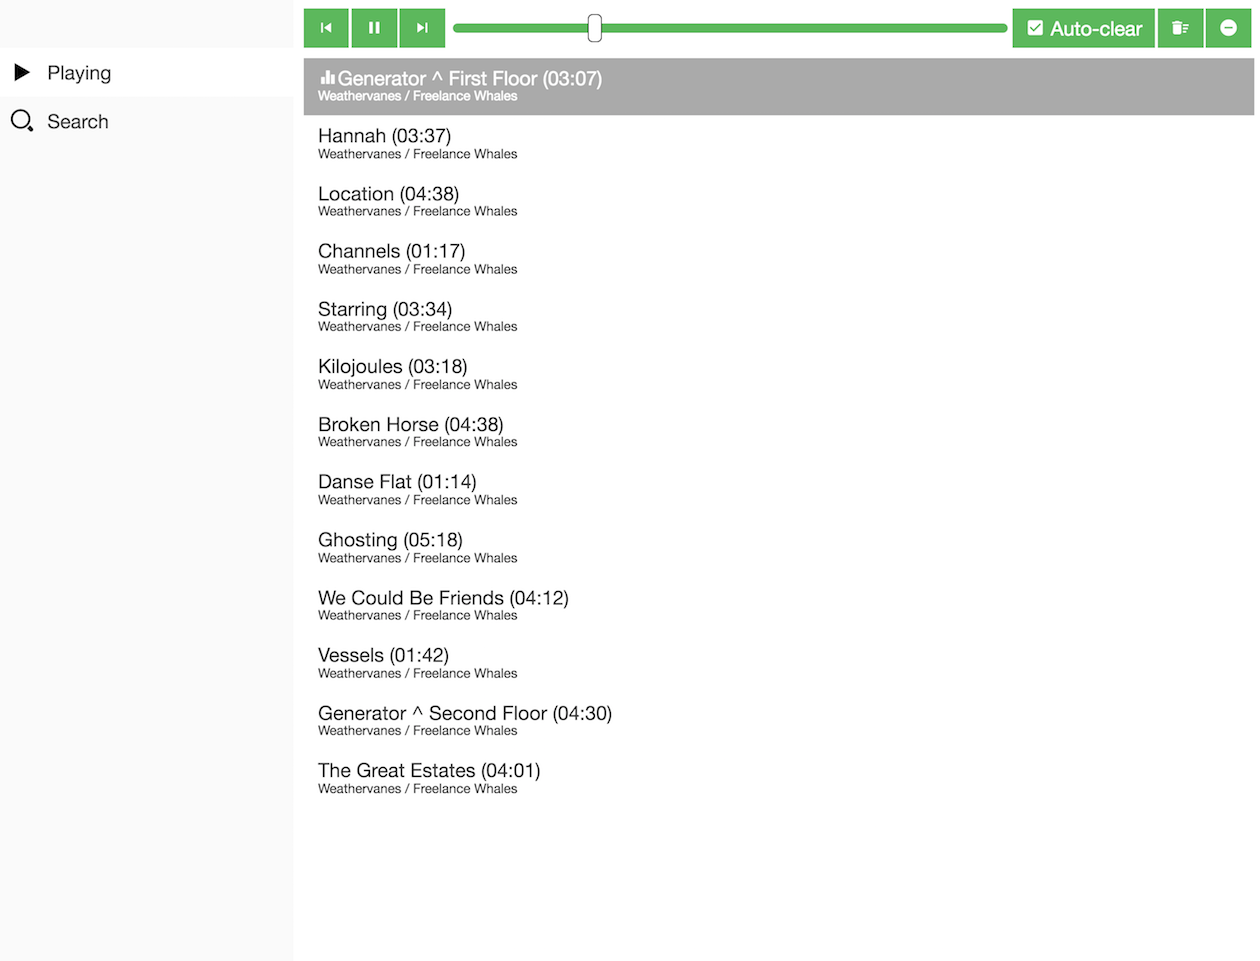 Auto-clear
Playing
Search
Generator ^ First Floor (03:07)
Weathervanes / Freelance Whales
Hannah (03:37)
Weathervanes / Freelance Whales
Location (04:38)
Weathervanes / Freelance Whales
Channels (01:17)
Weathervanes / Freelance Whales
Starring (03:34)
Weathervanes / Freelance Whales
Kilojoules (03:18)
Weathervanes / Freelance Whales
Broken Horse (04:38)
Weathervanes / Freelance Whales
Danse Flat (01:14)
Weathervanes / Freelance Whales
Ghosting (05:18)
Weathervanes / Freelance Whales
We Could Be Friends (04:12)
Weathervanes / Freelance Whales
Vessels (01:42)
Weathervanes / Freelance Whales
Generator ^ Second Floor (04:30)
Weathervanes / Freelance Whales
The Great Estates (04:01)
Weathervanes / Freelance Whales